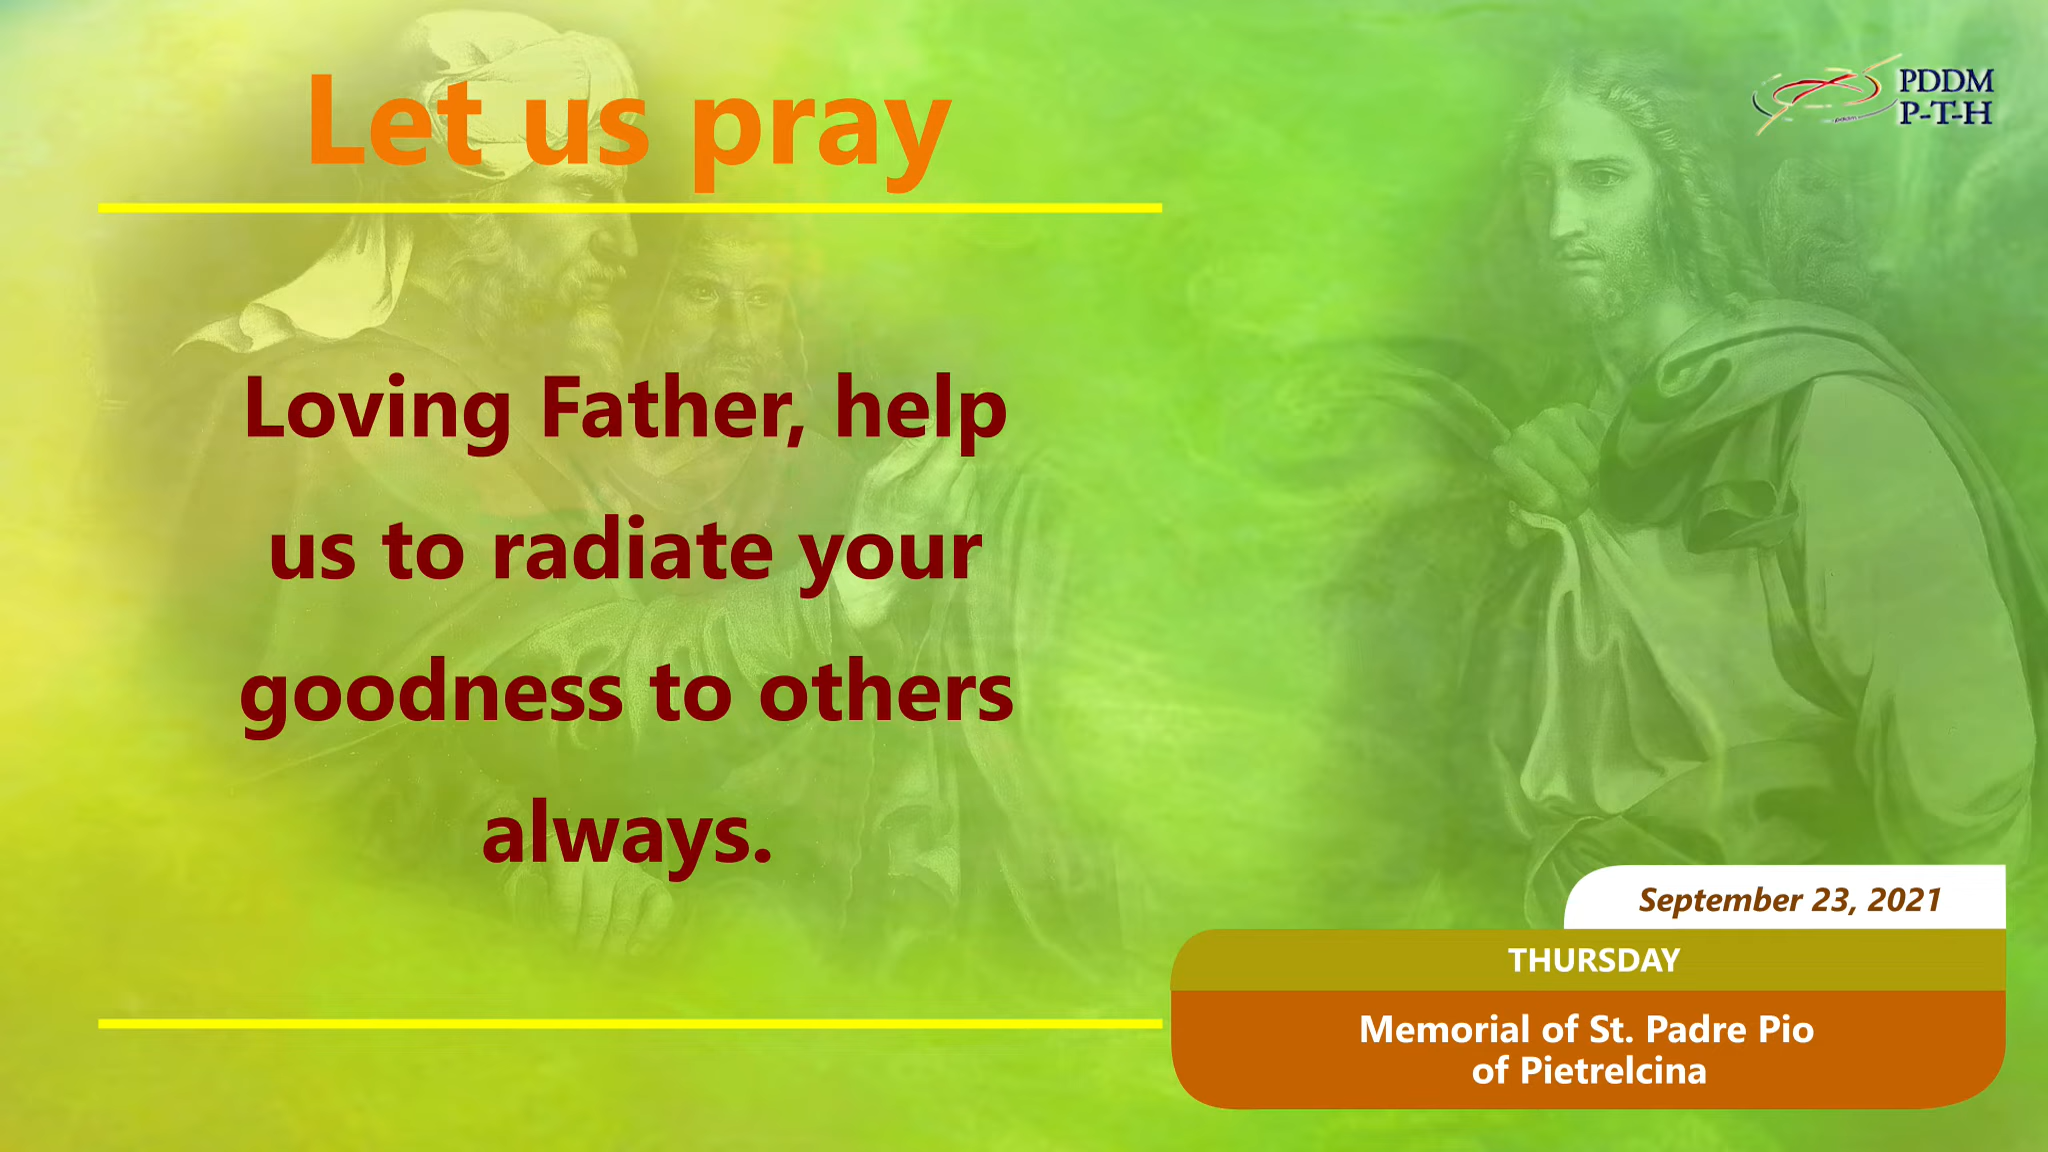 Let us pray
PDDM
P-T-H
pddm
Loving Father, help
us to radiate your
goodness to others
always.
September 23, 2021
THURSDAY
Memorial of St. Padre Pio
of Pietrelcina